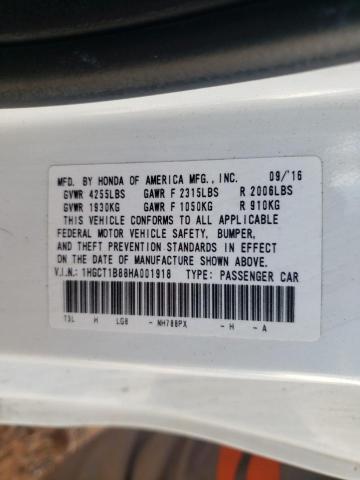 MFD. BY HONDA OF AMERICA MFG., INC. 09/'16
GVWR 4255LBS GAWR F 2315LBS R 2006LBS
GVWR 1930KG GAWR F 1050KG R 910KG
THIS VEHICLE CONFORMS TO ALL APPLICABLE
FEDERAL MOTOR VEHICLE SAFETY, BUMPER,
AND THEFT PREVENTION STANDARDS IN EFFECT
ON THE DATE OF MANUFACTURE SHOWN ABOVE.
V.I.N.: 1HGCT1B88HA001918 TYPE: PASSENGER CAR
T3L H LGB - NH788PX - H - A